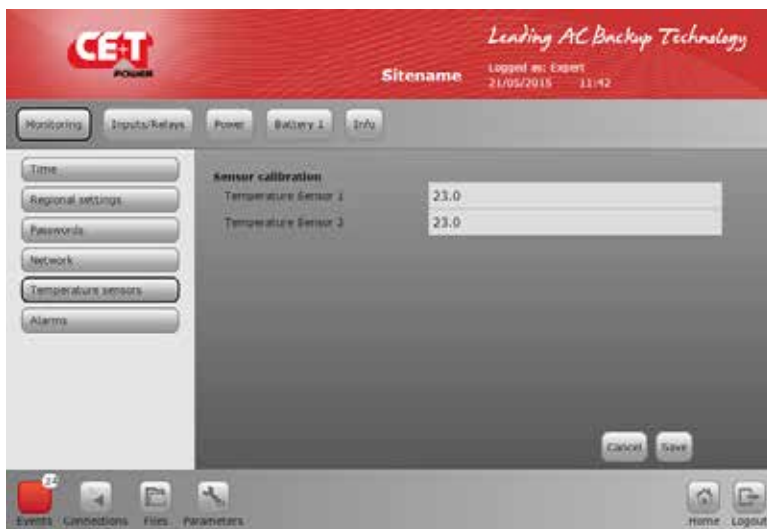 CE+T
POWER
Leading AC Backup Technology
Sitename
Logged as: Expert
21/05/2015 11:42
Monitoring
Inputs/Relays
Power
Battery 1
Info
Time
Regional settings
Passwords
Network
Temperature sensors
Alarms
Sensor calibration
Temperature Sensor 1
23.0
Temperature Sensor 2
23.0
Cancel
Save
Events
Connections
Files
Parameters
Home
Logout